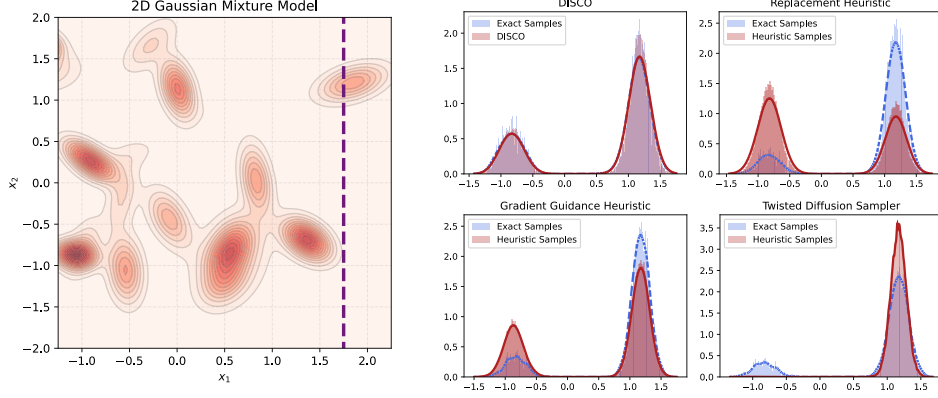 2D Gaussian Mixture Model
2.0
1.5
1.0
0.5
0.0
−0.5
−1.0
−1.5
−2.0
x2
−1.0 −0.5 0.0 0.5 1.0 1.5 2.0
x1
DISCO
Exact Samples
DISCO
2.0
1.5
1.0
0.5
0.0
−1.5 −1.0 −0.5 0.0 0.5 1.0 1.5
Replacement Heuristic
Exact Samples
Heuristic Samples
2.5
2.0
1.5
1.0
0.5
0.0
−1.5 −1.0 −0.5 0.0 0.5 1.0 1.5
Gradient Guidance Heuristic
Exact Samples
Heuristic Samples
2.5
2.0
1.5
1.0
0.5
0.0
−1.5 −1.0 −0.5 0.0 0.5 1.0 1.5
Twisted Diffusion Sampler
Exact Samples
Heuristic Samples
3.5
3.0
2.5
2.0
1.5
1.0
0.5
0.0
−1.5 −1.0 −0.5 0.0 0.5 1.0 1.5